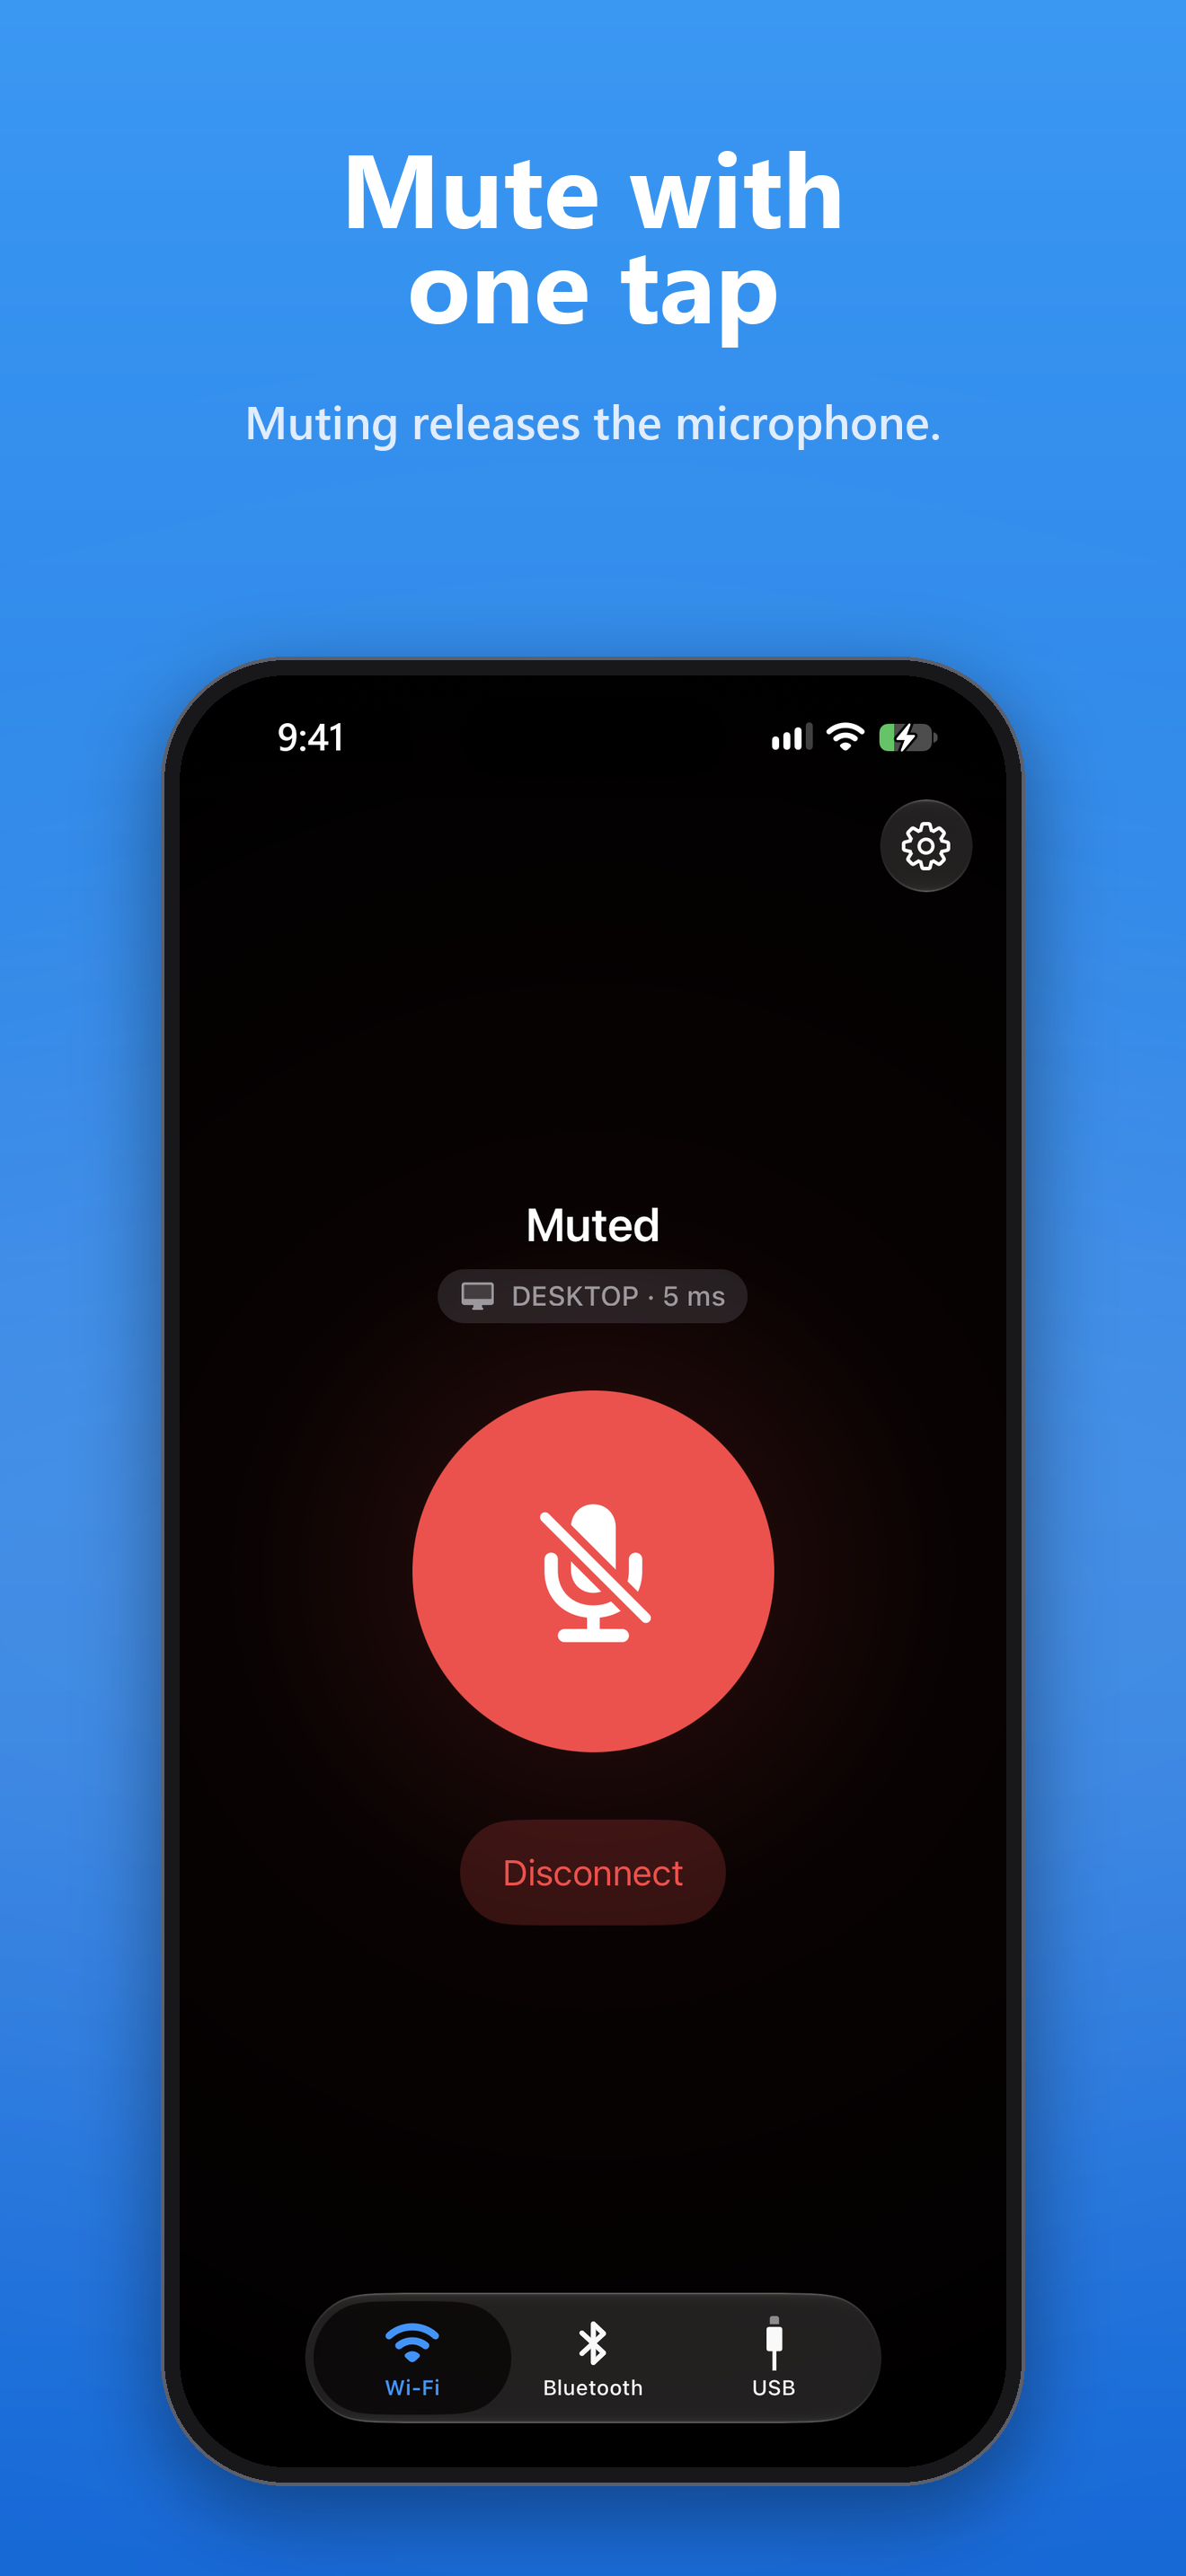 Mute with
one tap
Muting releases the microphone.
9:41
Muted
DESKTOP · 5 ms
Disconnect
Wi-Fi
Bluetooth
USB